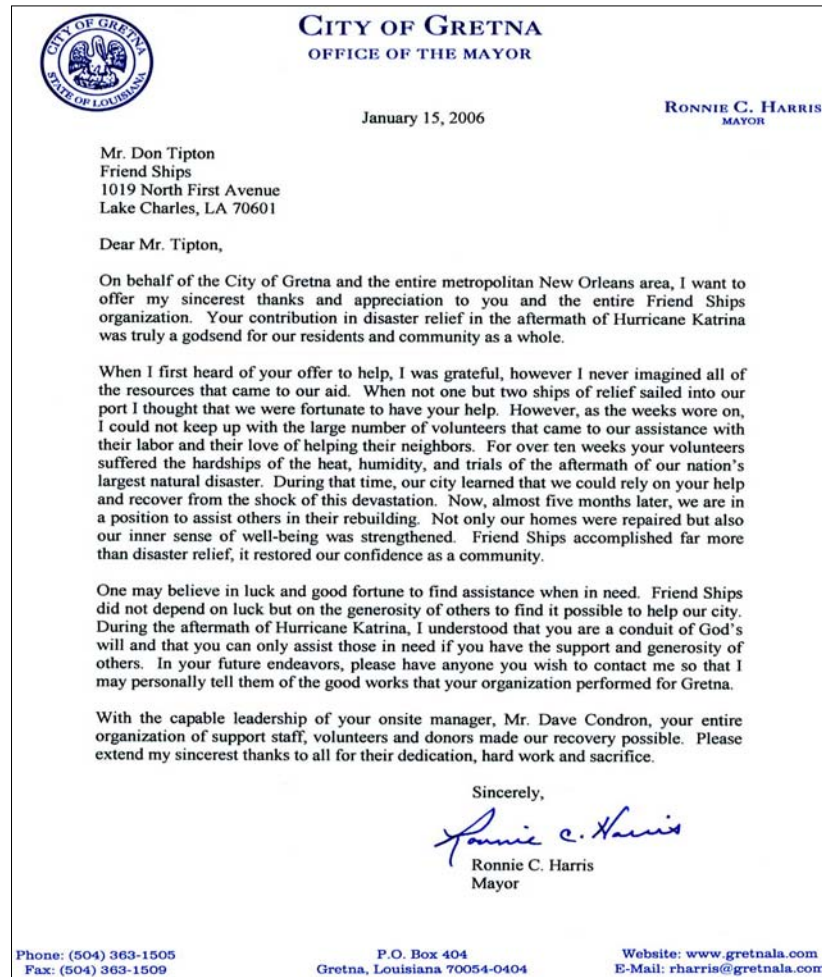 CITY OF GRETNA
STATE OF LOUISIANA
CITY OF GRETNA
OFFICE OF THE MAYOR
RONNIE C. HARRIS
MAYOR
January 15, 2006
Mr. Don Tipton
Friend Ships
1019 North First Avenue
Lake Charles, LA 70601
Dear Mr. Tipton,
On behalf of the City of Gretna and the entire metropolitan New Orleans area, I want to
offer my sincerest thanks and appreciation to you and the entire Friend Ships
organization. Your contribution in disaster relief in the aftermath of Hurricane Katrina
was truly a godsend for our residents and community as a whole.
When I first heard of your offer to help, I was grateful, however I never imagined all of
the resources that came to our aid. When not one but two ships of relief sailed into our
port I thought that we were fortunate to have your help. However, as the weeks wore on,
I could not keep up with the large number of volunteers that came to our assistance with
their labor and their love of helping their neighbors. For over ten weeks your volunteers
suffered the hardships of the heat, humidity, and trials of the aftermath of our nation's
largest natural disaster. During that time, our city learned that we could rely on your help
and recover from the shock of this devastation. Now, almost five months later, we are in
a position to assist others in their rebuilding. Not only our homes were repaired but also
our inner sense of well-being was strengthened. Friend Ships accomplished far more
than disaster relief, it restored our confidence as a community.
One may believe in luck and good fortune to find assistance when in need. Friend Ships
did not depend on luck but on the generosity of others to find it possible to help our city.
During the aftermath of Hurricane Katrina, I understood that you are a conduit of God's
will and that you can only assist those in need if you have the support and generosity of
others. In your future endeavors, please have anyone you wish to contact me so that I
may personally tell them of the good works that your organization performed for Gretna.
With the capable leadership of your onsite manager, Mr. Dave Condron, your entire
organization of support staff, volunteers and donors made our recovery possible. Please
extend my sincerest thanks to all for their dedication, hard work and sacrifice.
Sincerely,
Ronnie C. Harris
Ronnie C. Harris
Mayor
Phone: (504) 363-1505
Fax: (504) 363-1509
P.O. Box 404
Gretna, Louisiana 70054-0404
Website: www.gretnala.com
E-Mail: rharris@gretnala.com